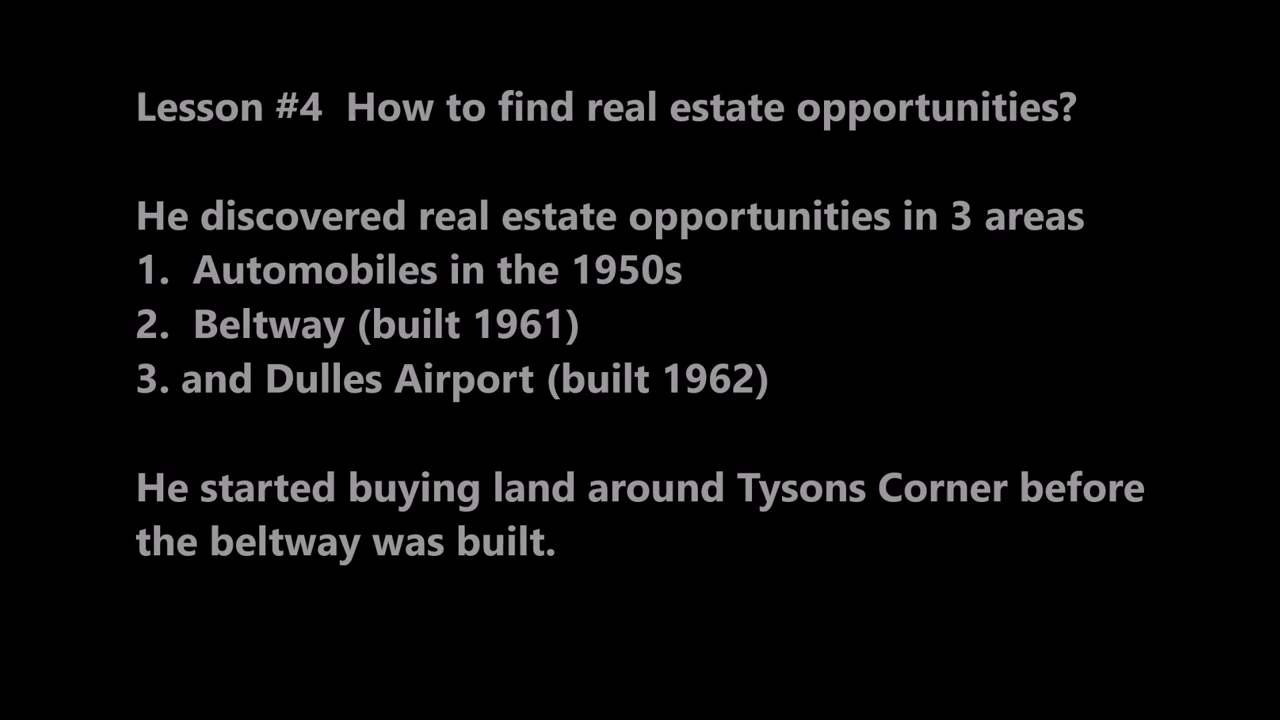 Lesson #4  How to find real estate opportunities?
He discovered real estate opportunities in 3 areas
1.  Automobiles in the 1950s
2.  Beltway (built 1961)
3. and Dulles Airport (built 1962)
He started buying land around Tysons Corner before
the beltway was built.